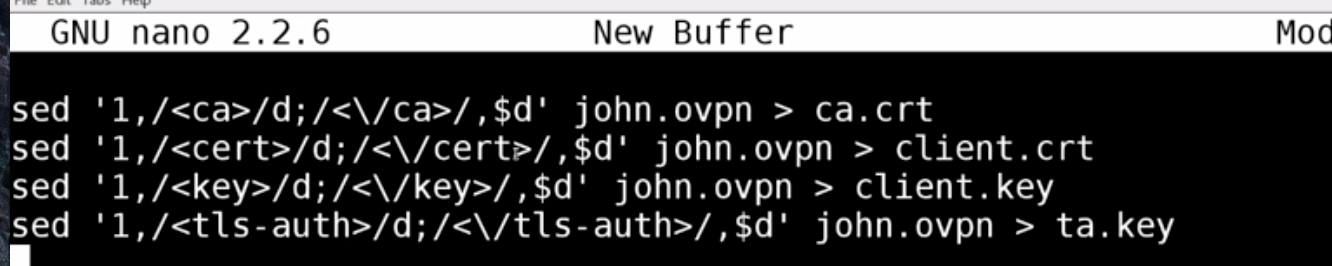 File Edit Tabs Help
GNU nano 2.2.6 New Buffer Mod
sed '1,/<ca>/d;/<\/ca>/,$d' john.ovpn > ca.crt
sed '1,/<cert>/d;/<\/cert>/,$d' john.ovpn > client.crt
sed '1,/<key>/d;/<\/key>/,$d' john.ovpn > client.key
sed '1,/<tls-auth>/d;/<\/tls-auth>/,$d' john.ovpn > ta.key